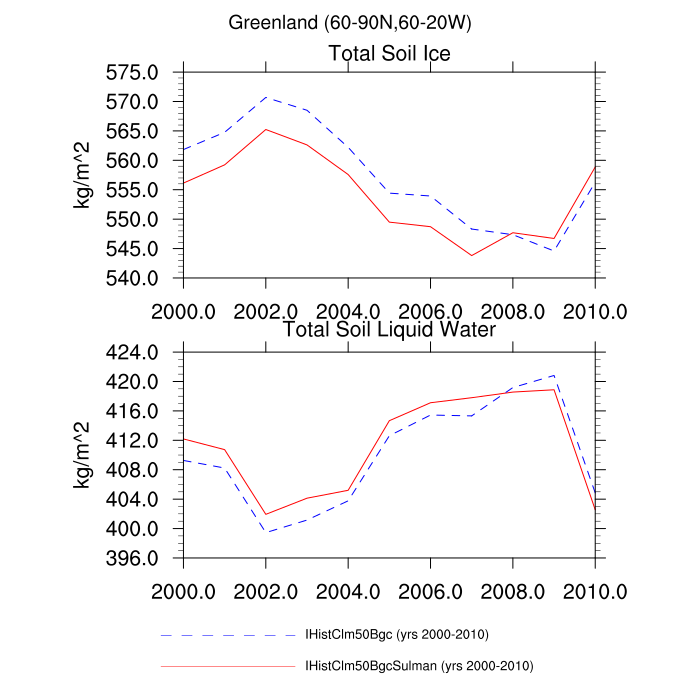 Greenland (60-90N,60-20W)
Total Soil Ice
575.0
570.0
565.0
560.0
555.0
550.0
545.0
540.0
kg/m^2
2000.0 2002.0 2004.0 2006.0 2008.0 2010.0
Total Soil Liquid Water
424.0
420.0
416.0
412.0
408.0
404.0
400.0
396.0
kg/m^2
2000.0 2002.0 2004.0 2006.0 2008.0 2010.0
IHistClm50Bgc (yrs 2000-2010)
IHistClm50BgcSulman (yrs 2000-2010)